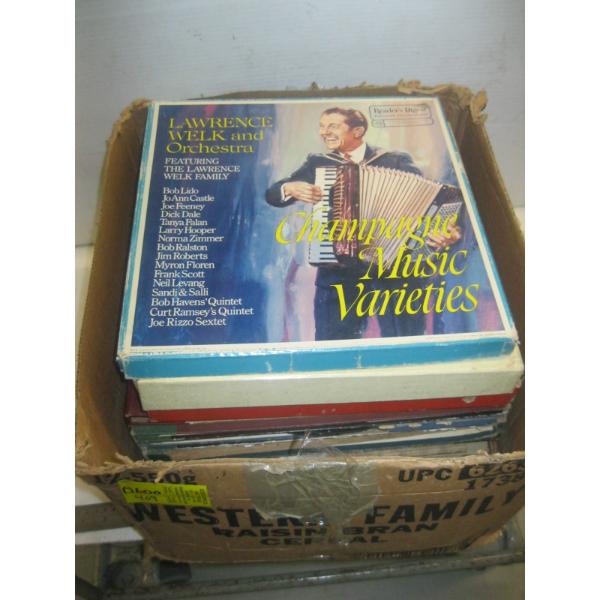 LAWRENCE
WELK and
Orchestra
FEATURING
THE LAWRENCE
WELK FAMILY
Bob Lido
Jo Ann Castle
Joe Feeney
Dick Dale
Tanya Falan
Larry Hooper
Norma Zimmer
Bob Ralston
Jim Roberts
Myron Floren
Frank Scott
Neil Levang
Sandi & Salli
Bob Havens' Quintet
Curt Ramsey's Quintet
Joe Rizzo Sextet
Reader's Digest
Champagne
Music
Varieties
550g
UPC
1738
WESTERN FAMILY
RAISIN BRAN
CEREAL